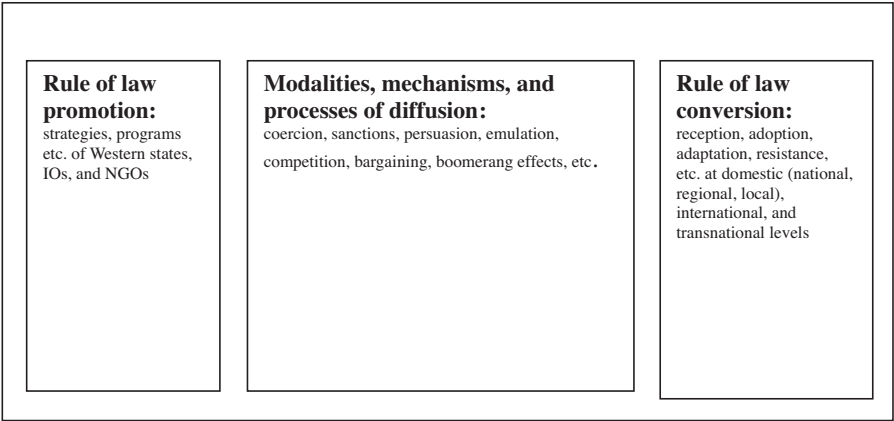 Rule of law
promotion:
strategies, programs
etc. of Western states,
IOs, and NGOs
Modalities, mechanisms, and
processes of diffusion:
coercion, sanctions, persuasion, emulation,
competition, bargaining, boomerang effects, etc.
Rule of law
conversion:
reception, adoption,
adaptation, resistance,
etc. at domestic (national,
regional, local),
international, and
transnational levels